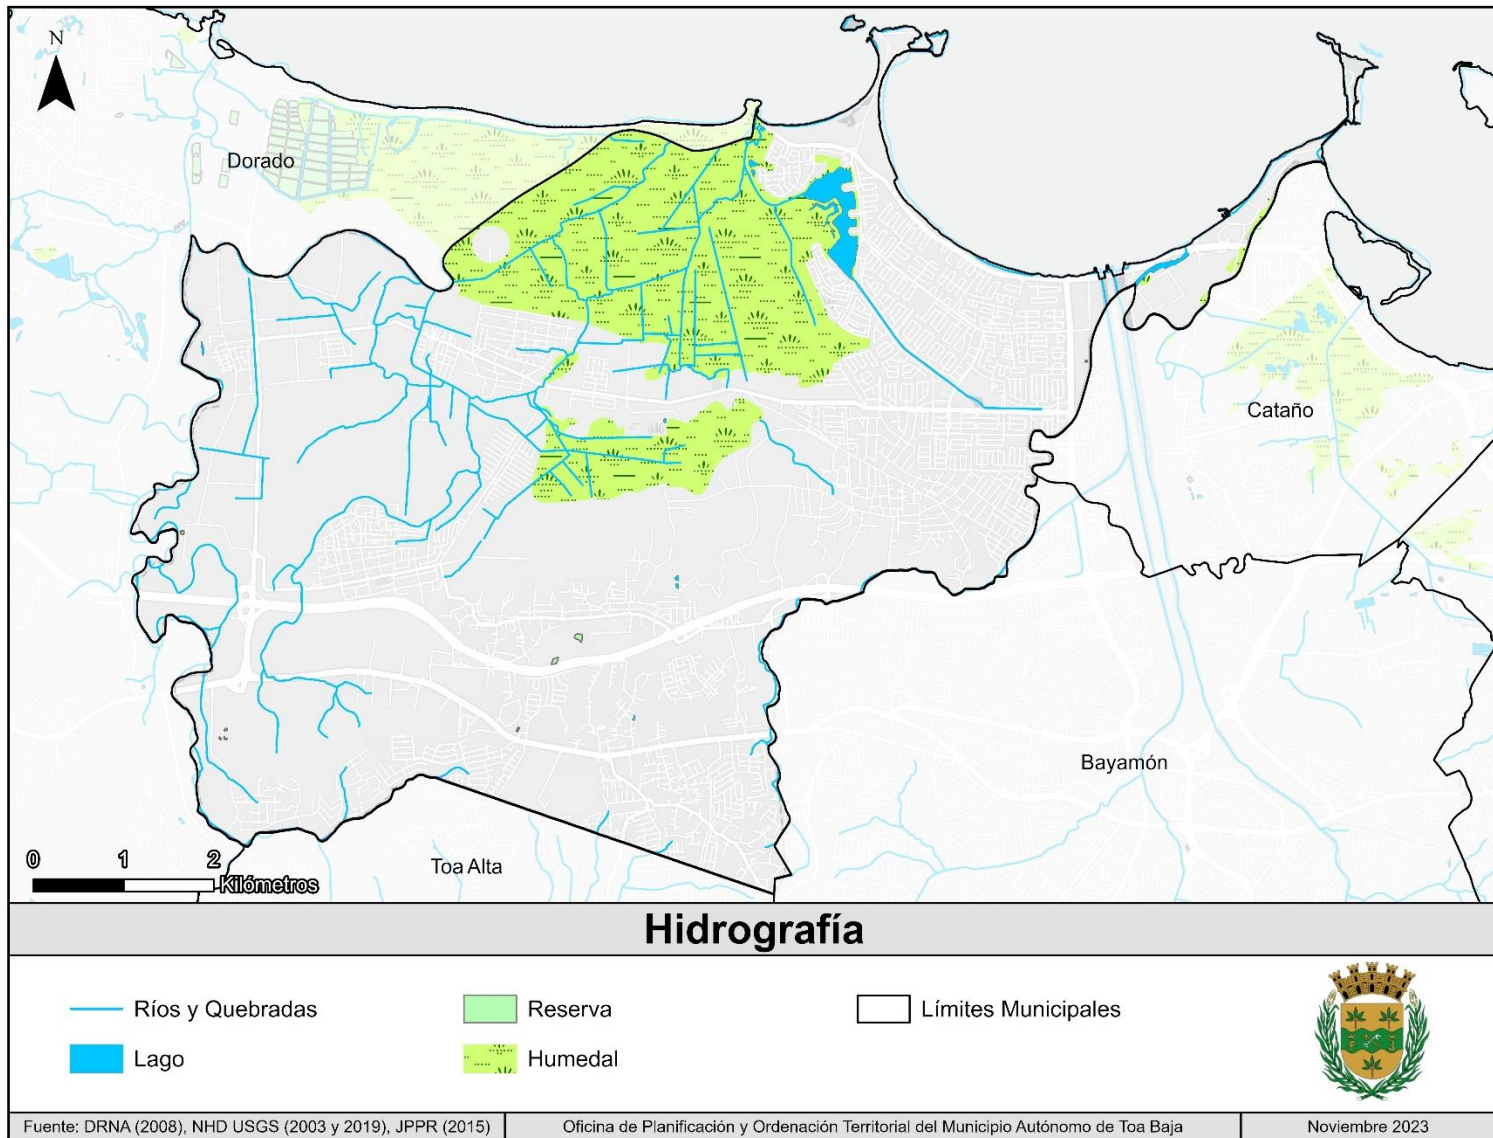 N
Dorado
Cataño
Bayamón
Toa Alta
0 1 2
Kilómetros
Hidrografía
Ríos y Quebradas
Reserva
Límites Municipales
Lago
Humedal
Fuente: DRNA (2008), NHD USGS (2003 y 2019), JPPR (2015)
Oficina de Planificación y Ordenación Territorial del Municipio Autónomo de Toa Baja
Noviembre 2023